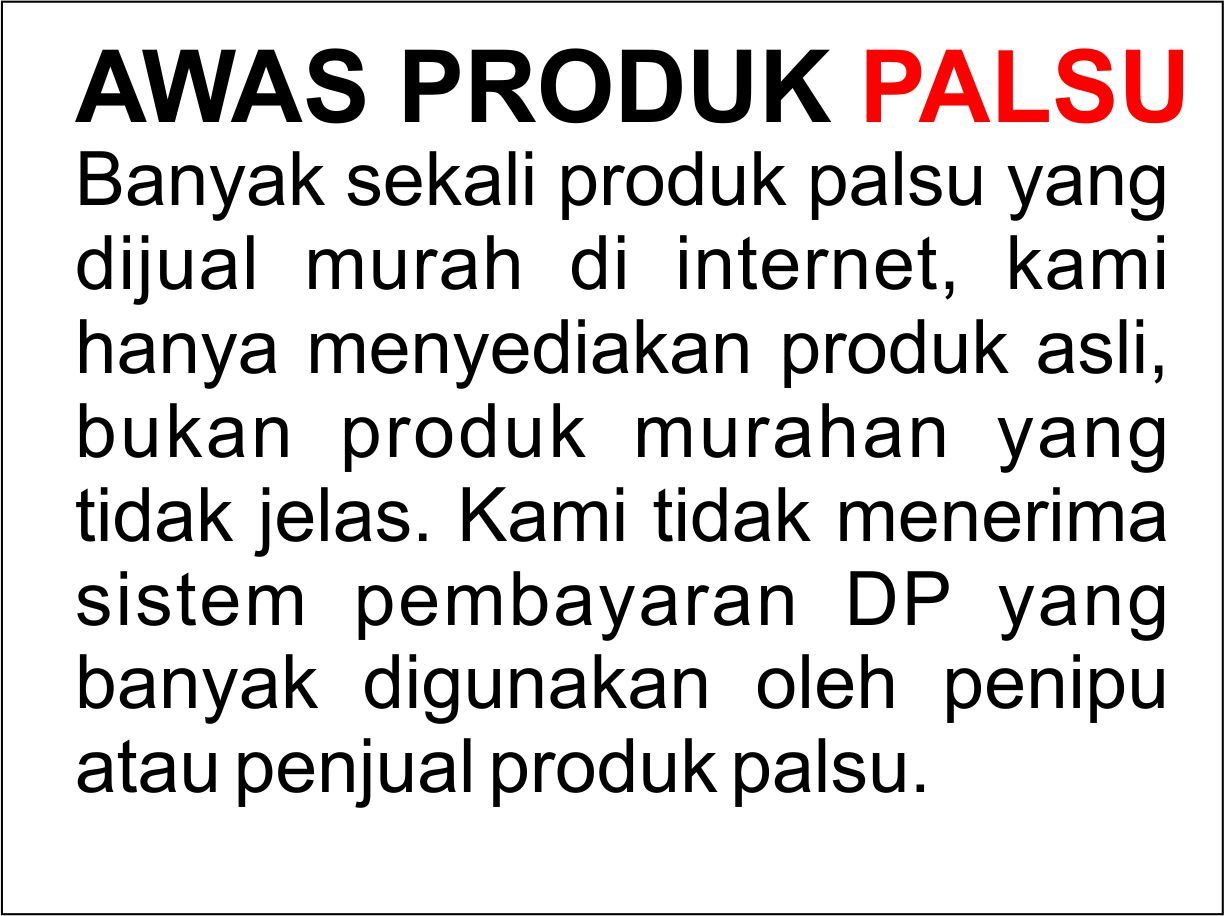 AWAS PRODUK PALSU
Banyak sekali produk palsu yang
dijual murah di internet, kami
hanya menyediakan produk asli,
bukan produk murahan yang
tidak jelas. Kami tidak menerima
sistem pembayaran DP yang
banyak digunakan oleh penipu
atau penjual produk palsu.